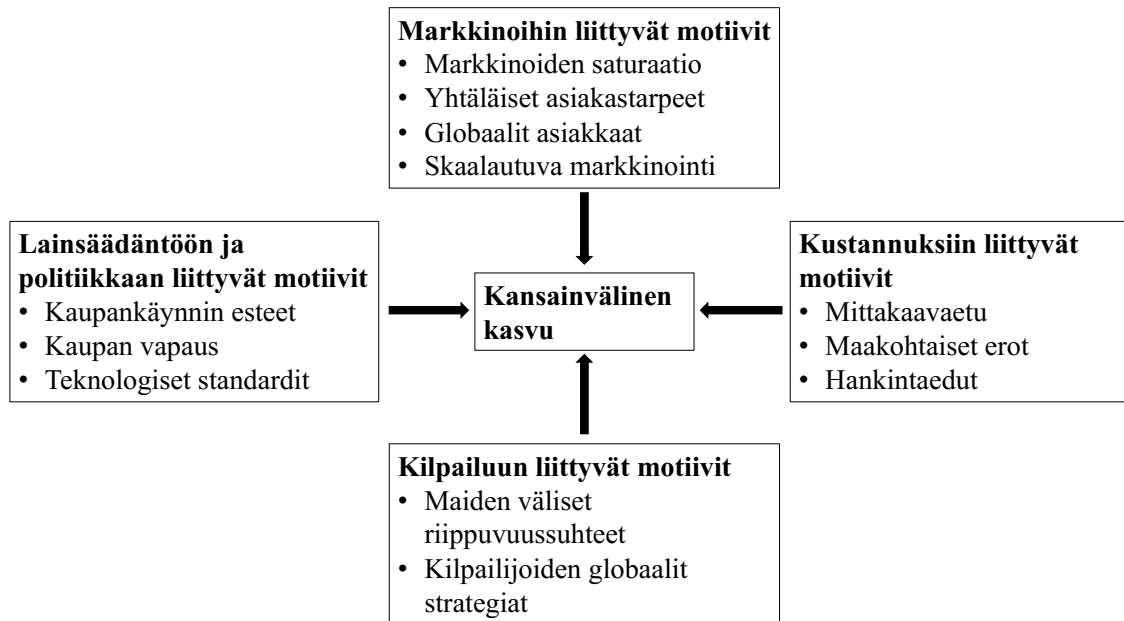 Markkinoihin liittyvät motiivit
• Markkinoiden saturaatio
• Yhtäläiset asiakastarpeet
• Globaalit asiakkaat
• Skaalautuva markkinointi
Lainsäädäntöön ja
politiikkaan liittyvät motiivit
• Kaupankäynnin esteet
• Kaupan vapaus
• Teknologiset standardit
Kansainvälinen
kasvu
Kustannuksiin liittyvät
motiivit
• Mittakaavaetu
• Maakohtaiset erot
• Hankintaedut
Kilpailuun liittyvät motiivit
• Maiden väliset
riippuvuussuhteet
• Kilpailijoiden globaalit
strategiat